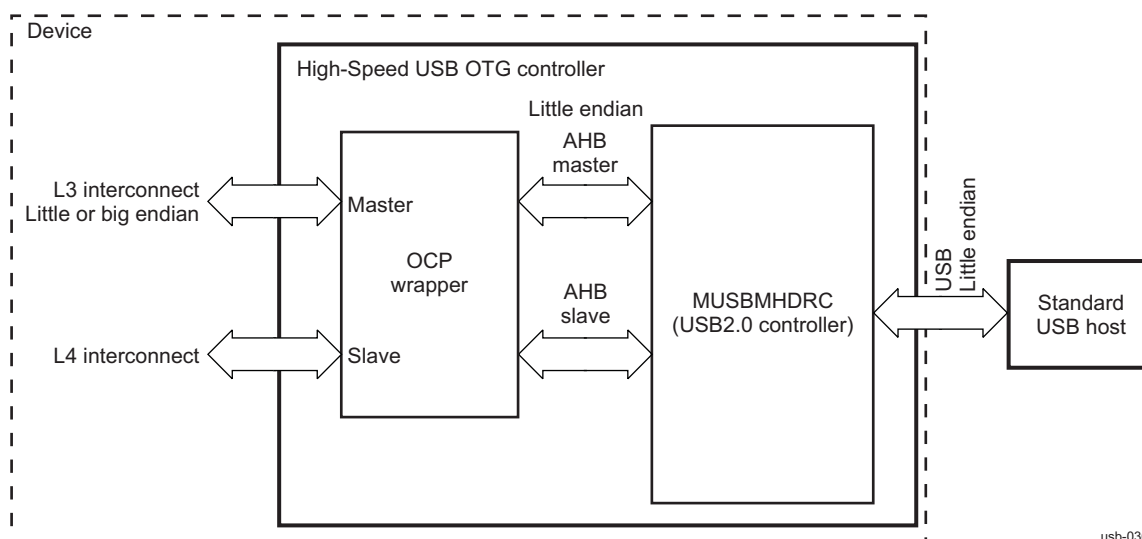 Device
High-Speed USB OTG controller
Little endian
AHB
master
L3 interconnect
Little or big endian
Master
OCP
wrapper
AHB
slave
L4 interconnect
Slave
MUSBMHDRC
(USB2.0 controller)
USB
Little endian
Standard
USB host